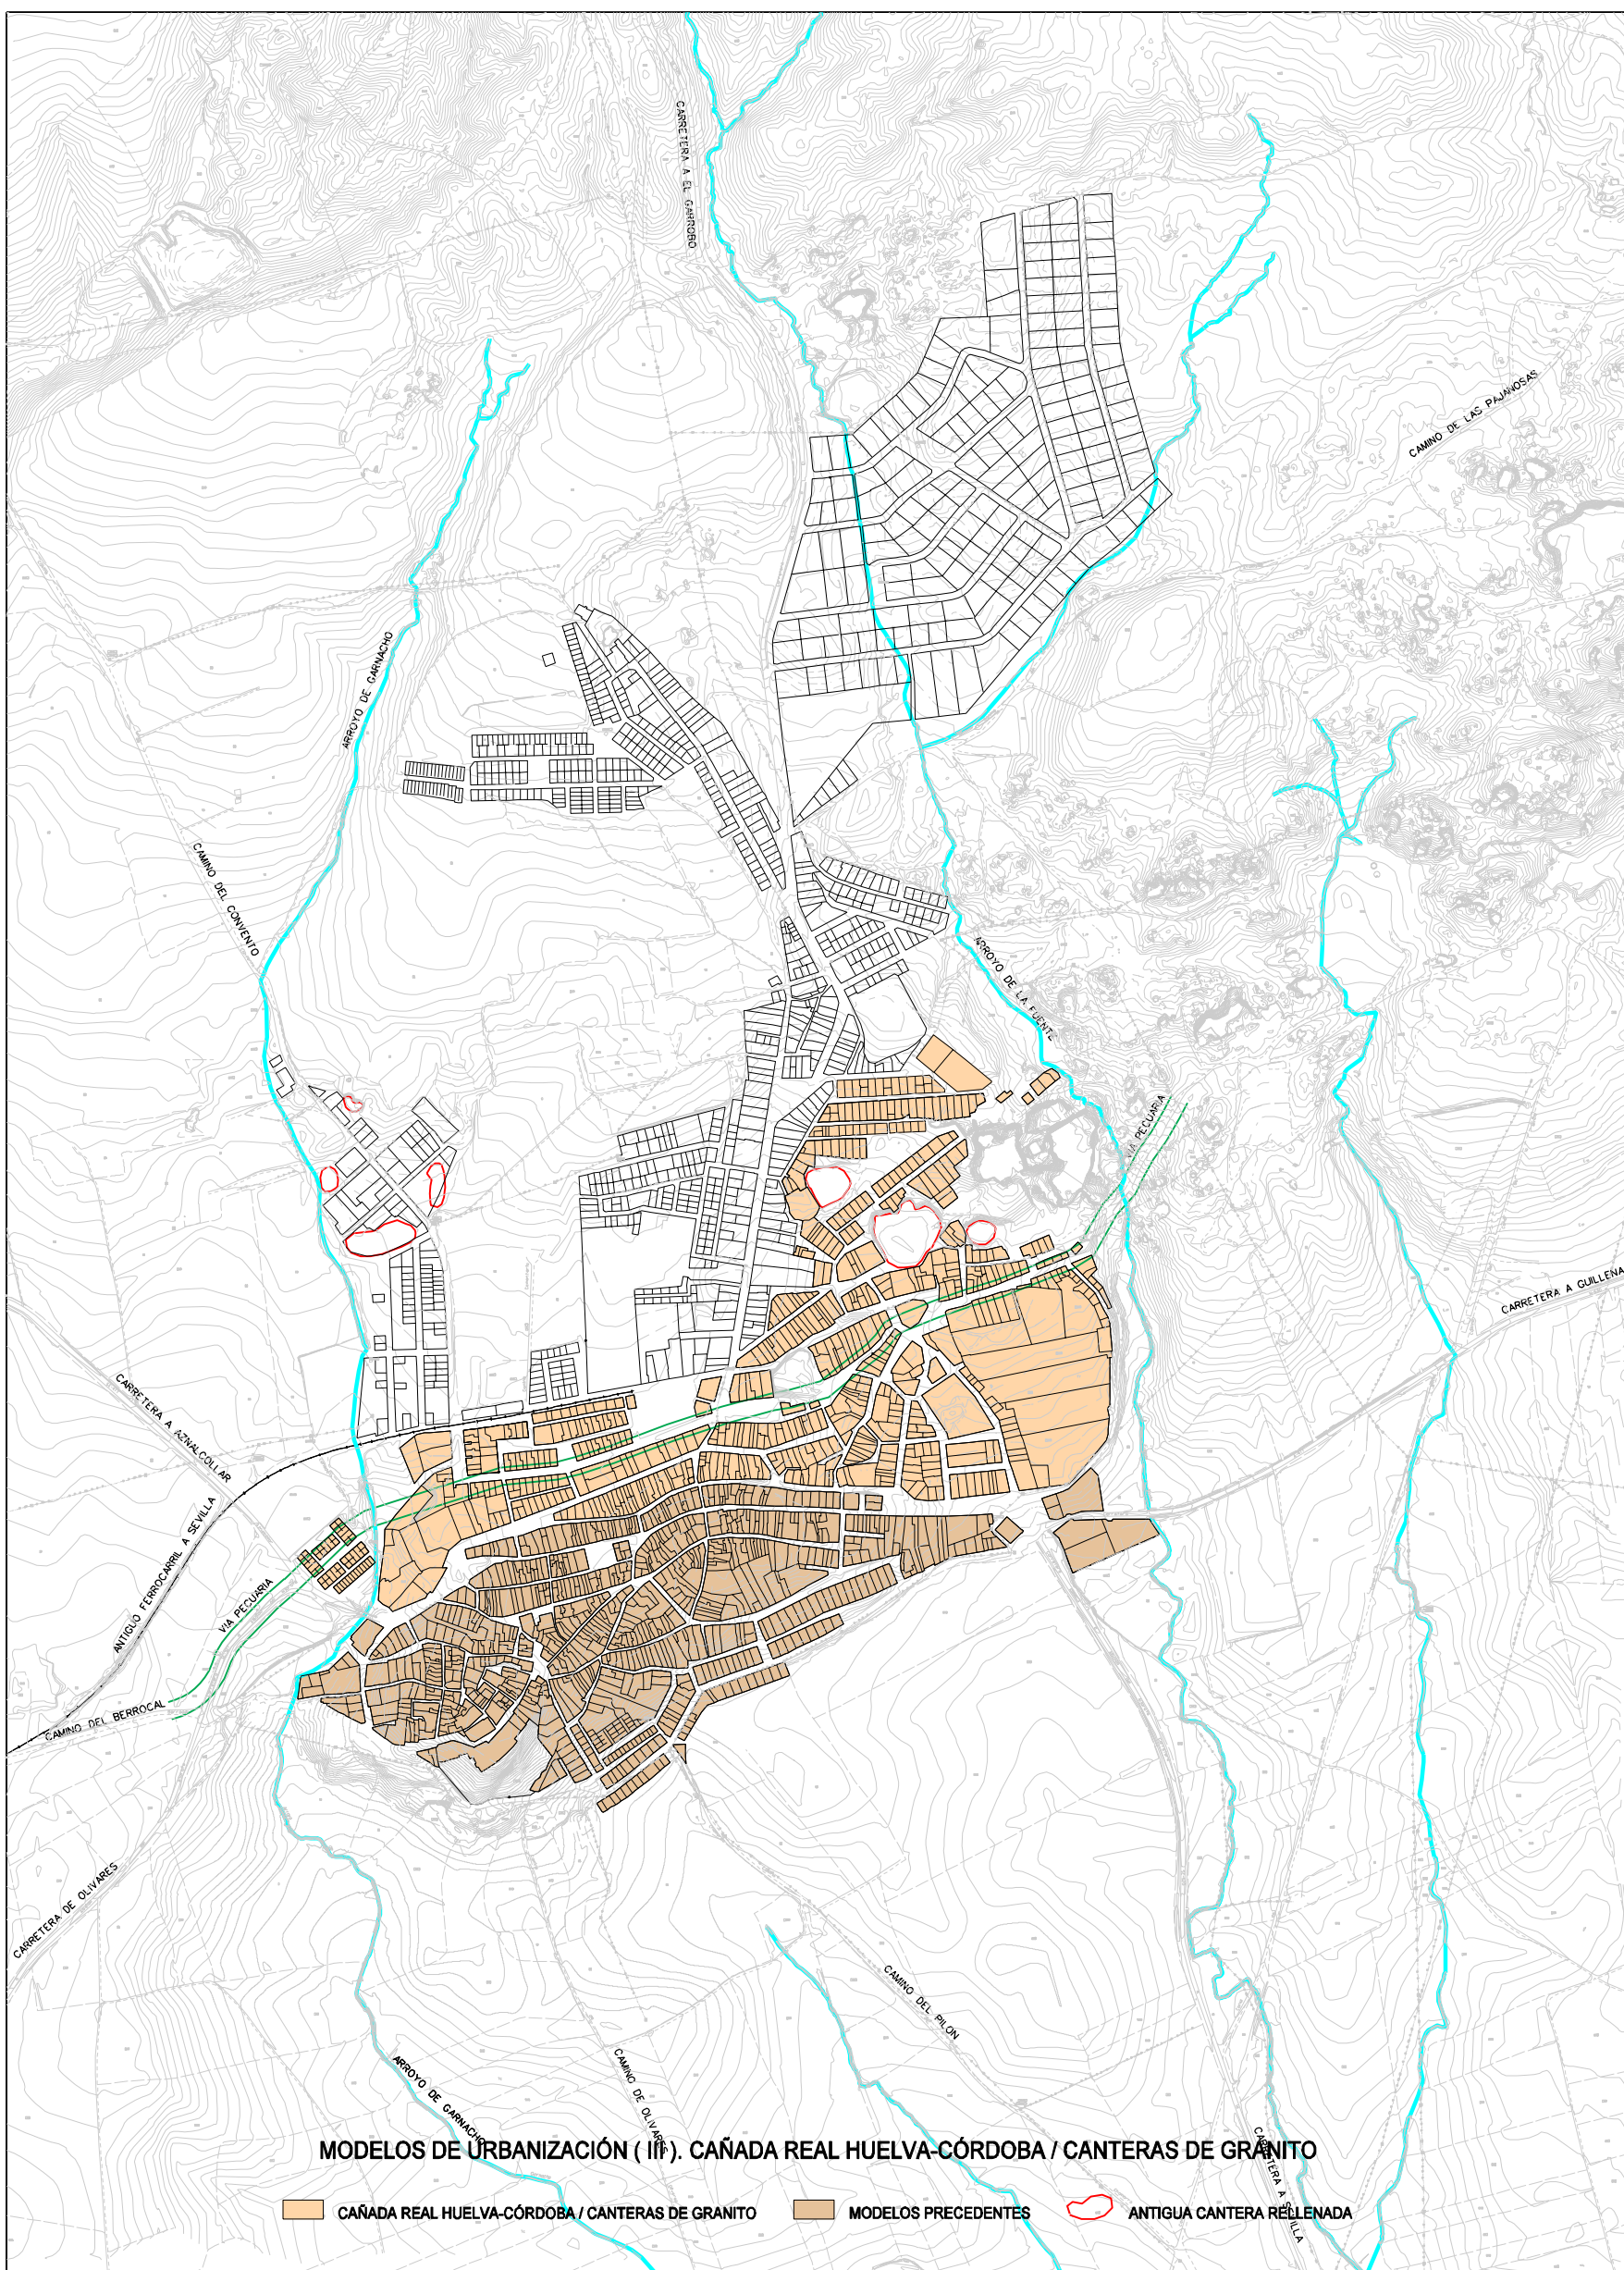 CARRETERA A EL GARROBO
CAMINO DE LAS PAJANOSAS
ARROYO DE GARNACHO
CAMINO DEL CONVENTO
ARROYO DE LA FUENTE
VIA PECUARIA
CARRETERA A GUILLENA
CARRETERA A AZNALCOLLAR
ANTIGUO FERROCARRIL A SEVILLA
VIA PECUARIA
CAMINO DEL BERROCAL
CARRETERA DE OLIVARES
CAMINO DEL PILON
ARROYO DE GARNACHO
CAMINO DE OLIVARES
CARRETERA A SEVILLA
MODELOS DE URBANIZACIÓN ( III ). CAÑADA REAL HUELVA-CÓRDOBA / CANTERAS DE GRANITO
CAÑADA REAL HUELVA-CÓRDOBA / CANTERAS DE GRANITO
MODELOS PRECEDENTES
ANTIGUA CANTERA RELLENADA